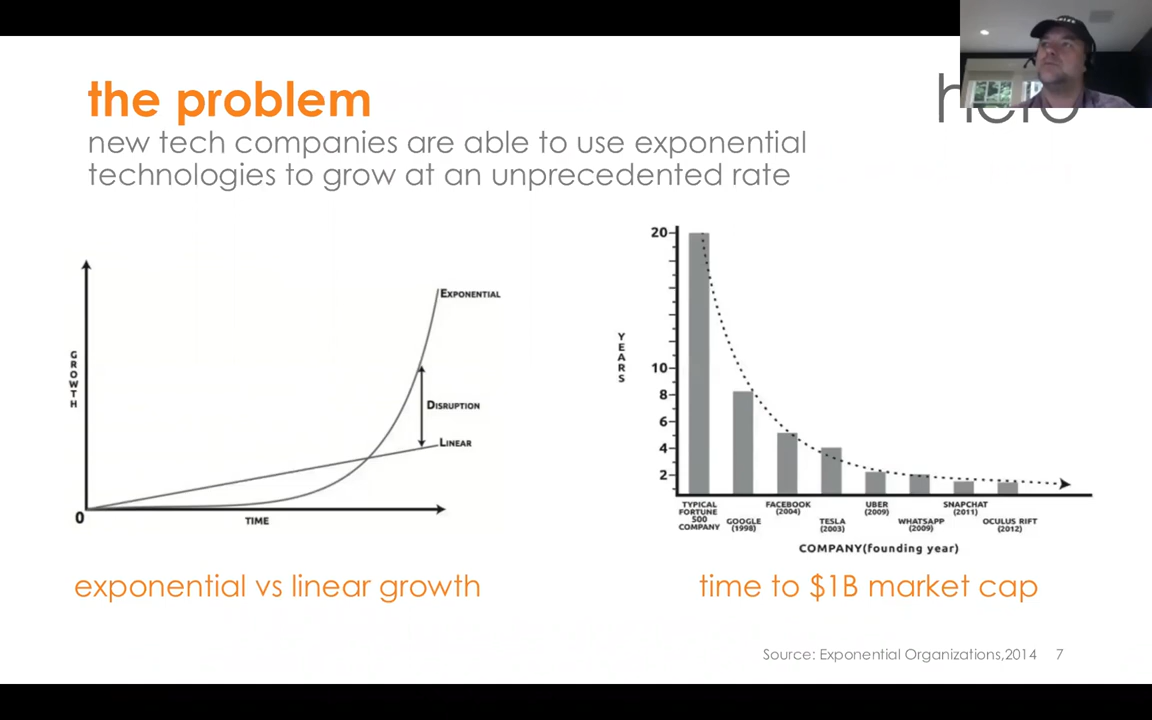 the problem
new tech companies are able to use exponential
technologies to grow at an unprecedented rate
GROWTH
EXPONENTIAL
DISRUPTION
LINEAR
0
TIME
exponential vs linear growth
YEARS
20
10
8
6
4
2
TYPICAL
FORTUNE
500
COMPANY
GOOGLE
(1998)
FACEBOOK
(2004)
TESLA
(2003)
UBER
(2009)
WHATSAPP
(2009)
SNAPCHAT
(2011)
OCULUS RIFT
(2012)
COMPANY(founding year)
time to $1B market cap
Source: Exponential Organizations,2014 7